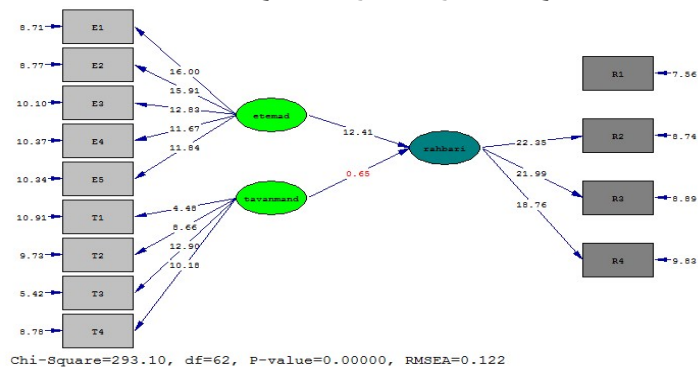 8.71 E1
8.77 E2
10.10 E3
10.37 E4
10.34 E5
10.91 T1
9.73 T2
5.42 T3
8.78 T4
16.00
15.91
12.83
11.67
11.84
4.48
8.66
12.90
10.18
etemad
tavanmand
12.41
0.65
rahbari
22.35
21.99
18.76
R1 7.56
R2 8.74
R3 8.89
R4 9.83
Chi-Square=293.10, df=62, P-value=0.00000, RMSEA=0.122